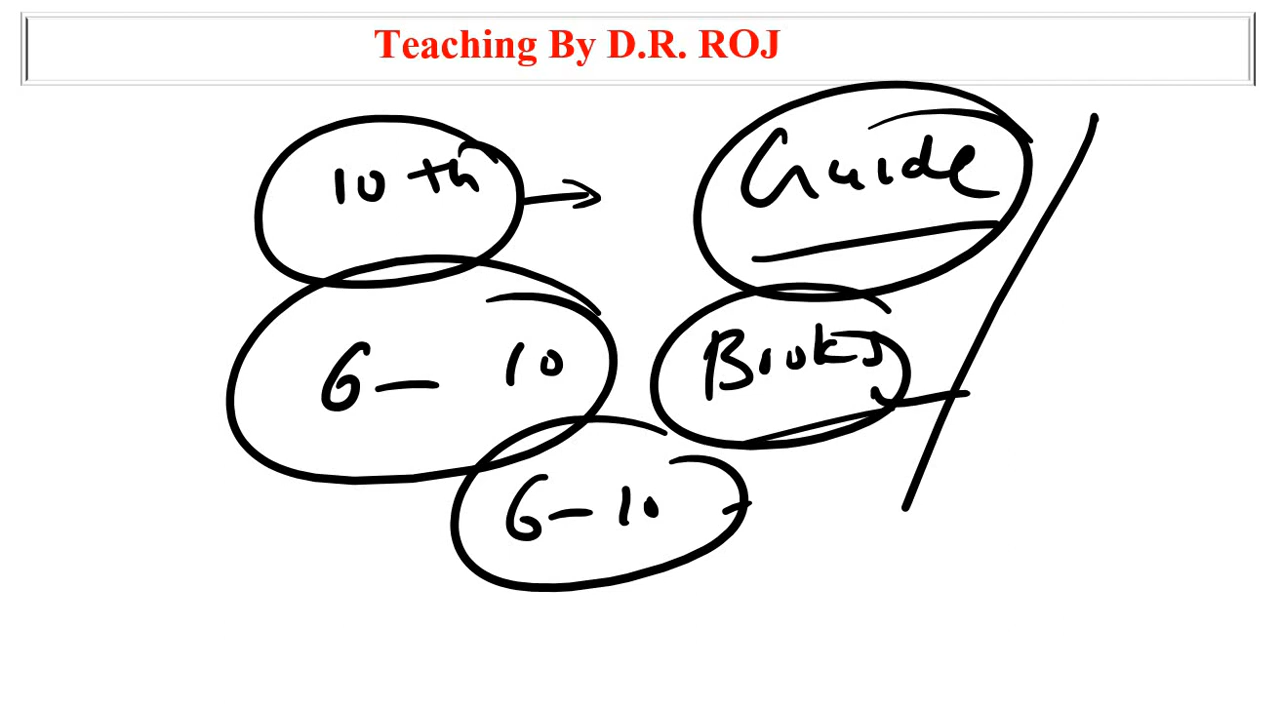 Teaching By D.R. ROJ
10th → Guide
6 – 10 Books
6 – 10